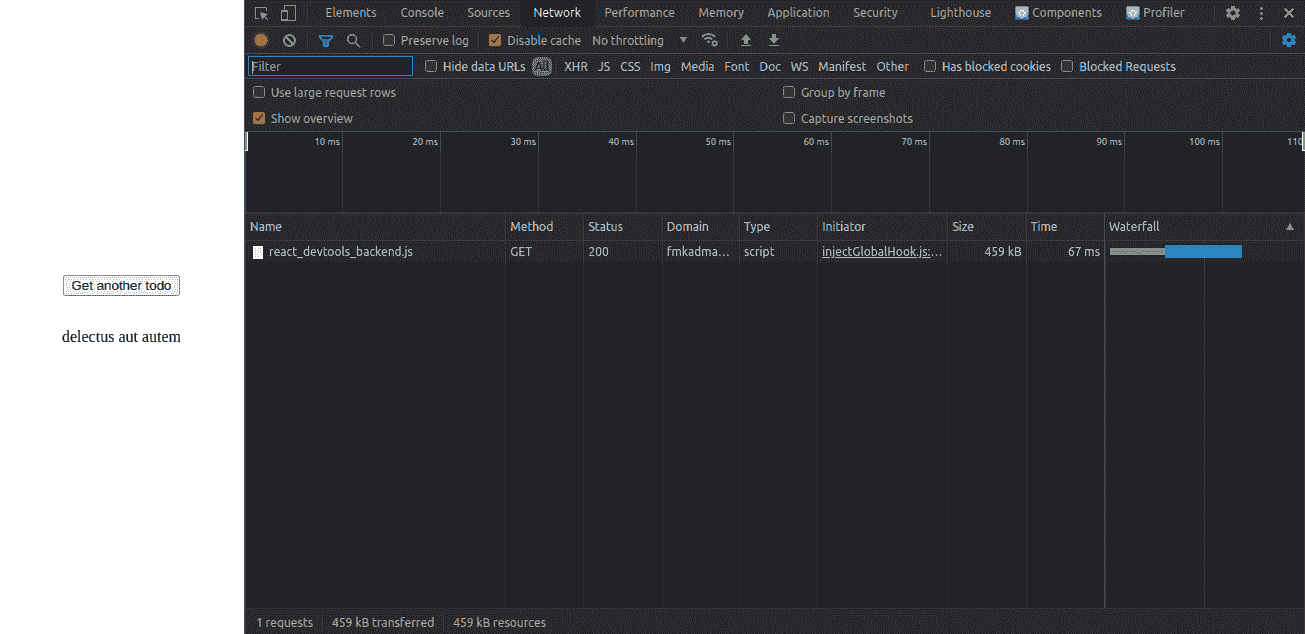 Elements Console Sources Network Performance Memory Application Security Lighthouse Components Profiler
Preserve log Disable cache No throttling
Filter Hide data URLs All XHR JS CSS Img Media Font Doc WS Manifest Other Has blocked cookies Blocked Requests
Use large request rows Group by frame
Show overview Capture screenshots
10 ms 20 ms 30 ms 40 ms 50 ms 60 ms 70 ms 80 ms 90 ms 100 ms 110
Name Method Status Domain Type Initiator Size Time Waterfall
react_devtools_backend.js GET 200 fmkadma... script injectGlobalHook.js:... 459 kB 67 ms
Get another todo
delectus aut autem
1 requests 459 kB transferred 459 kB resources